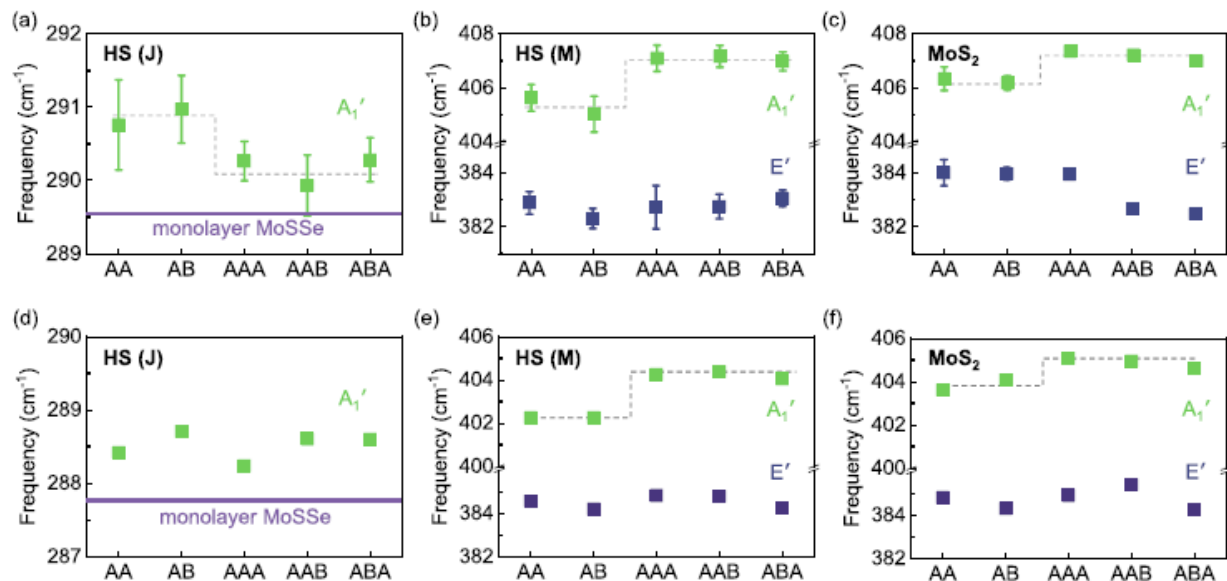 (a)
HS (J)
A₁′
monolayer MoSSe
Frequency (cm⁻¹)
292
291
290
289
AA AB AAA AAB ABA
(b)
HS (M)
A₁′
E′
Frequency (cm⁻¹)
408
406
404
384
382
AA AB AAA AAB ABA
(c)
MoS₂
A₁′
E′
Frequency (cm⁻¹)
408
406
404
384
382
AA AB AAA AAB ABA
(d)
HS (J)
A₁′
monolayer MoSSe
Frequency (cm⁻¹)
290
289
288
287
AA AB AAA AAB ABA
(e)
HS (M)
A₁′
E′
Frequency (cm⁻¹)
406
404
402
400
384
382
AA AB AAA AAB ABA
(f)
MoS₂
A₁′
E′
Frequency (cm⁻¹)
406
404
402
400
384
382
AA AB AAA AAB ABA